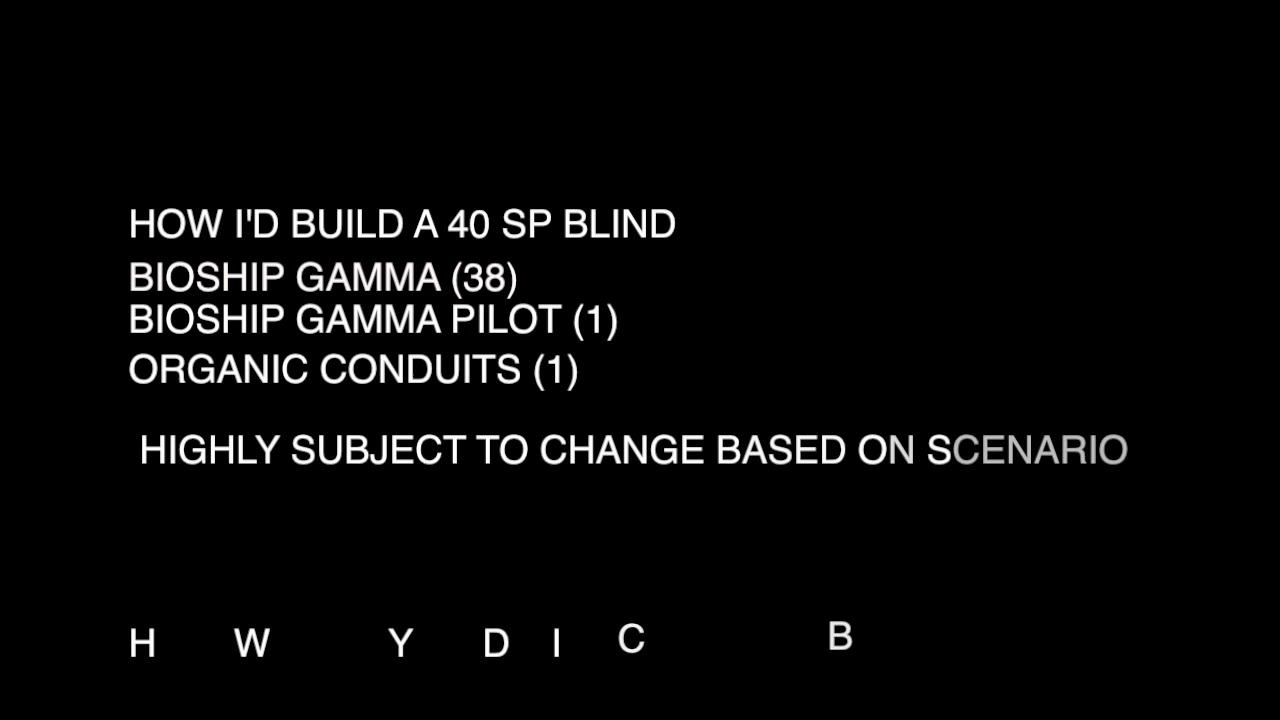 HOW I'D BUILD A 40 SP BLIND
BIOSHIP GAMMA (38)
BIOSHIP GAMMA PILOT (1)
ORGANIC CONDUITS (1)
HIGHLY SUBJECT TO CHANGE BASED ON SCENARIO
H W Y D I C B